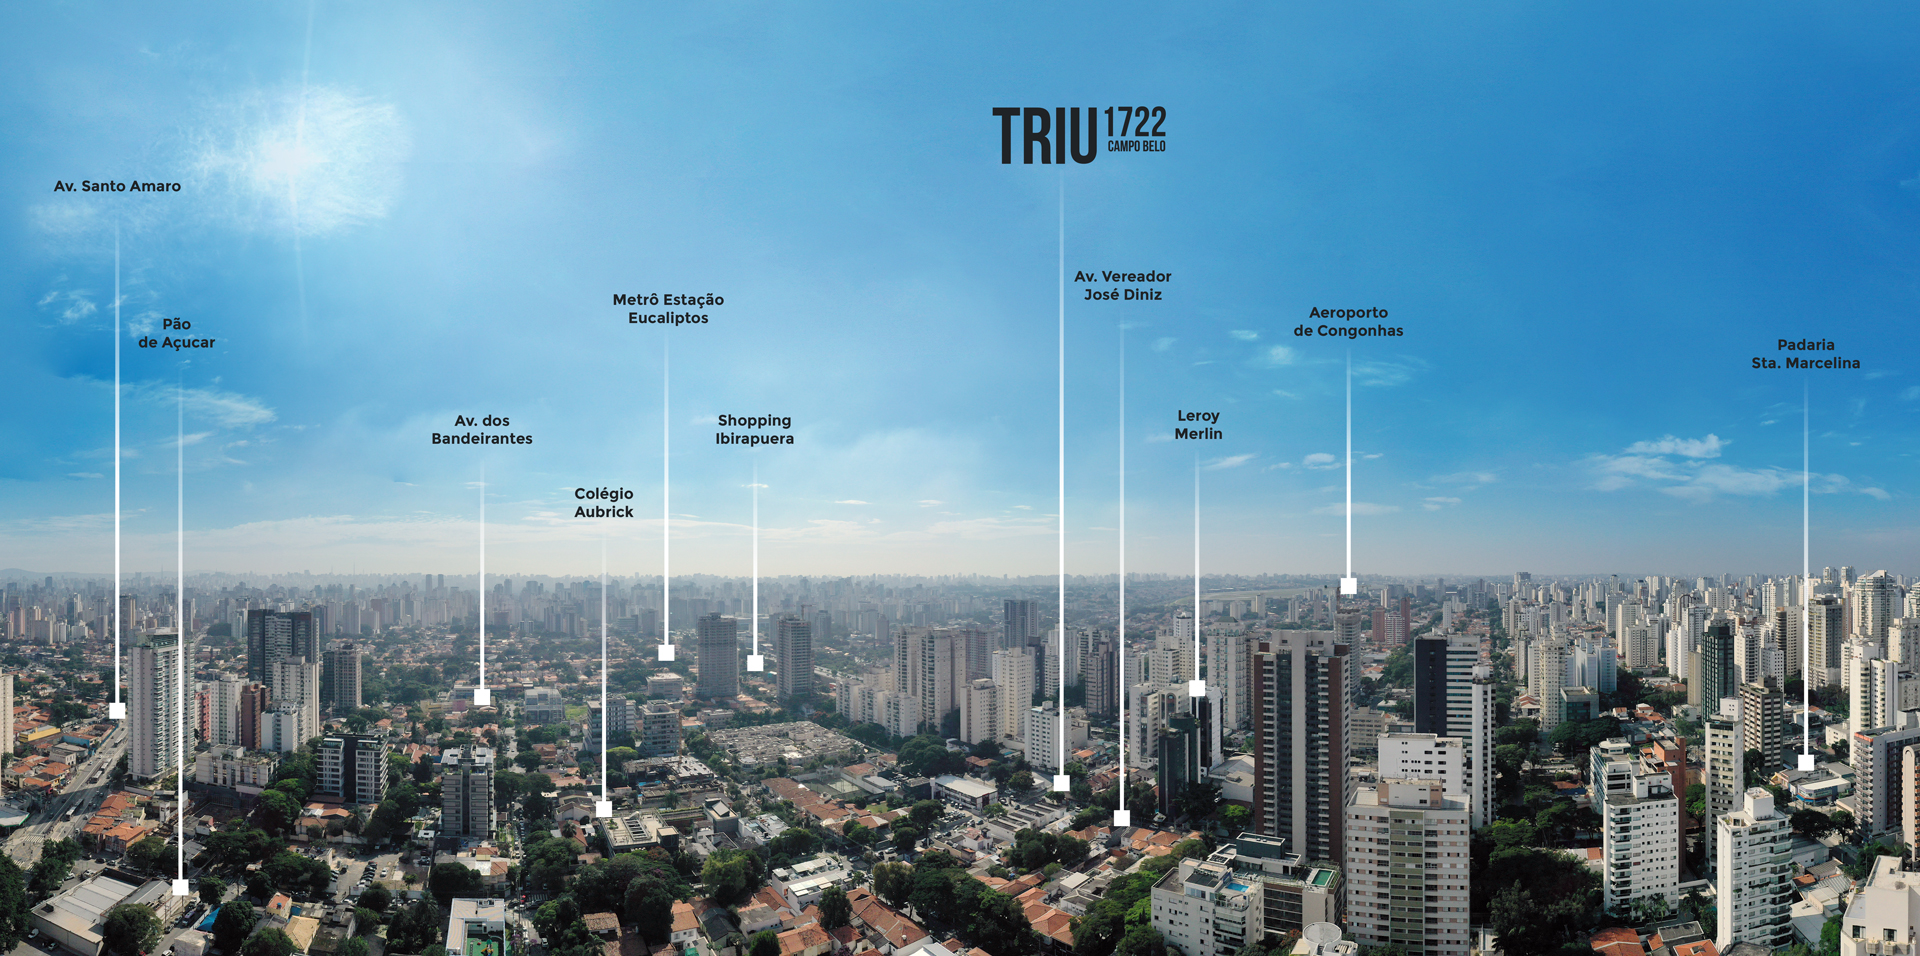 TRIU 1722
CAMPO BELO
Av. Santo Amaro
Pão
de Açucar
Av. dos
Bandeirantes
Colégio
Aubrick
Metrô Estação
Eucaliptos
Shopping
Ibirapuera
Av. Vereador
José Diniz
Leroy
Merlin
Aeroporto
de Congonhas
Padaria
Sta. Marcelina